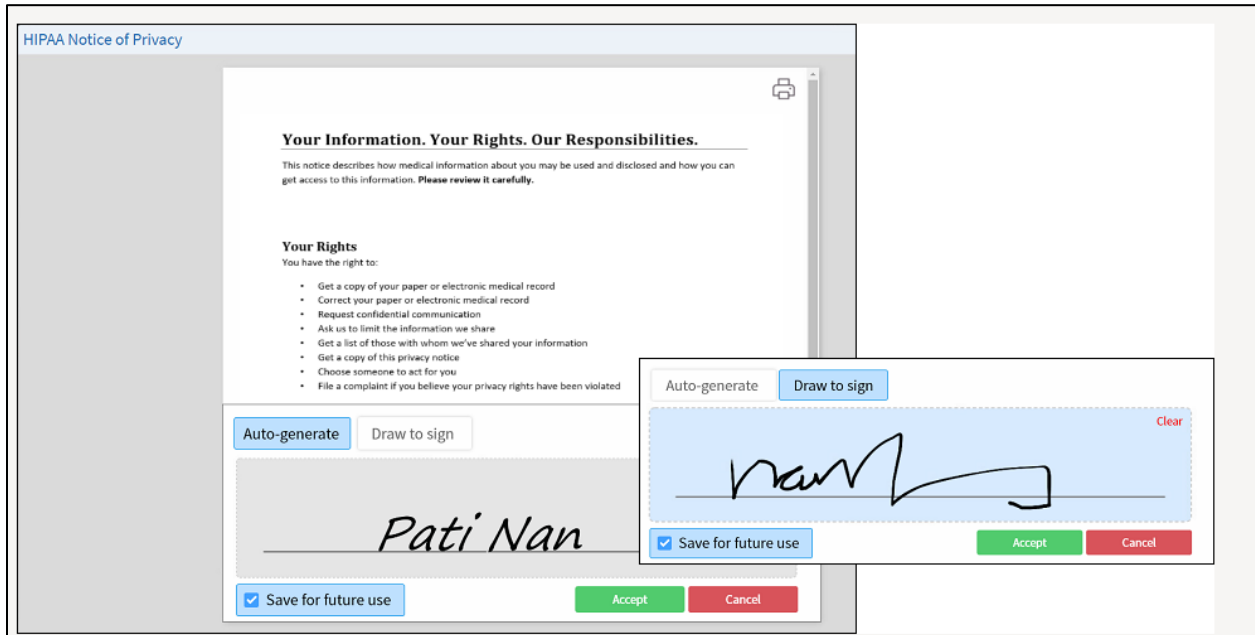 HIPAA Notice of Privacy
Your Information. Your Rights. Our Responsibilities.
This notice describes how medical information about you may be used and disclosed and how you can
get access to this information. Please review it carefully.
Your Rights
You have the right to:
• Get a copy of your paper or electronic medical record
• Correct your paper or electronic medical record
• Request confidential communication
• Ask us to limit the information we share
• Get a list of those with whom we've shared your information
• Get a copy of this privacy notice
• Choose someone to act for you
• File a complaint if you believe your privacy rights have been violated
Auto-generate Draw to sign
Pati Nan
Save for future use Accept Cancel
Auto-generate Draw to sign
Clear
Save for future use Accept Cancel